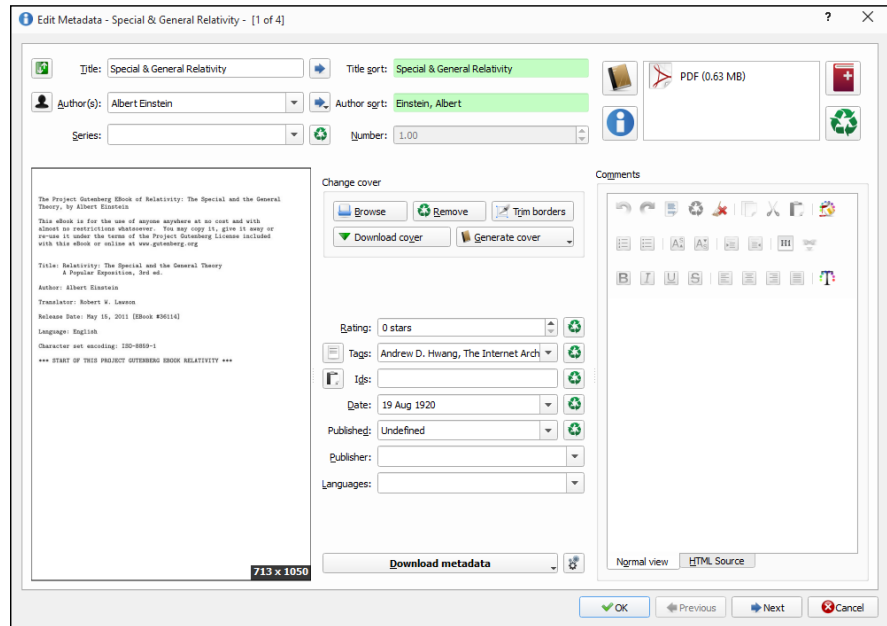 Edit Metadata - Special & General Relativity - [1 of 4]
?
Title: Special & General Relativity
Title sort: Special & General Relativity
PDF (0.63 MB)
Author(s): Albert Einstein
Author sort: Einstein, Albert
Series:
Number: 1.00
The Project Gutenberg EBook of Relativity: The Special and the General
Theory, by Albert Einstein
This eBook is for the use of anyone anywhere at no cost and with
almost no restrictions whatsoever. You may copy it, give it away or
re-use it under the terms of the Project Gutenberg License included
with this eBook or online at www.gutenberg.org
Title: Relativity: The Special and the General Theory
A Popular Exposition, 3rd ed.
Author: Albert Einstein
Translator: Robert W. Lawson
Release Date: May 15, 2011 [EBook #36114]
Language: English
Character set encoding: ISO-8859-1
*** START OF THIS PROJECT GUTENBERG EBOOK RELATIVITY ***
713 x 1050
Change cover
Browse
Remove
Trim borders
Download cover
Generate cover
Rating: 0 stars
Tags: Andrew D. Hwang, The Internet Arch
Ids:
Date: 19 Aug 1920
Published: Undefined
Publisher:
Languages:
Download metadata
Comments
B I U S
Normal view
HTML Source
OK
Previous
Next
Cancel